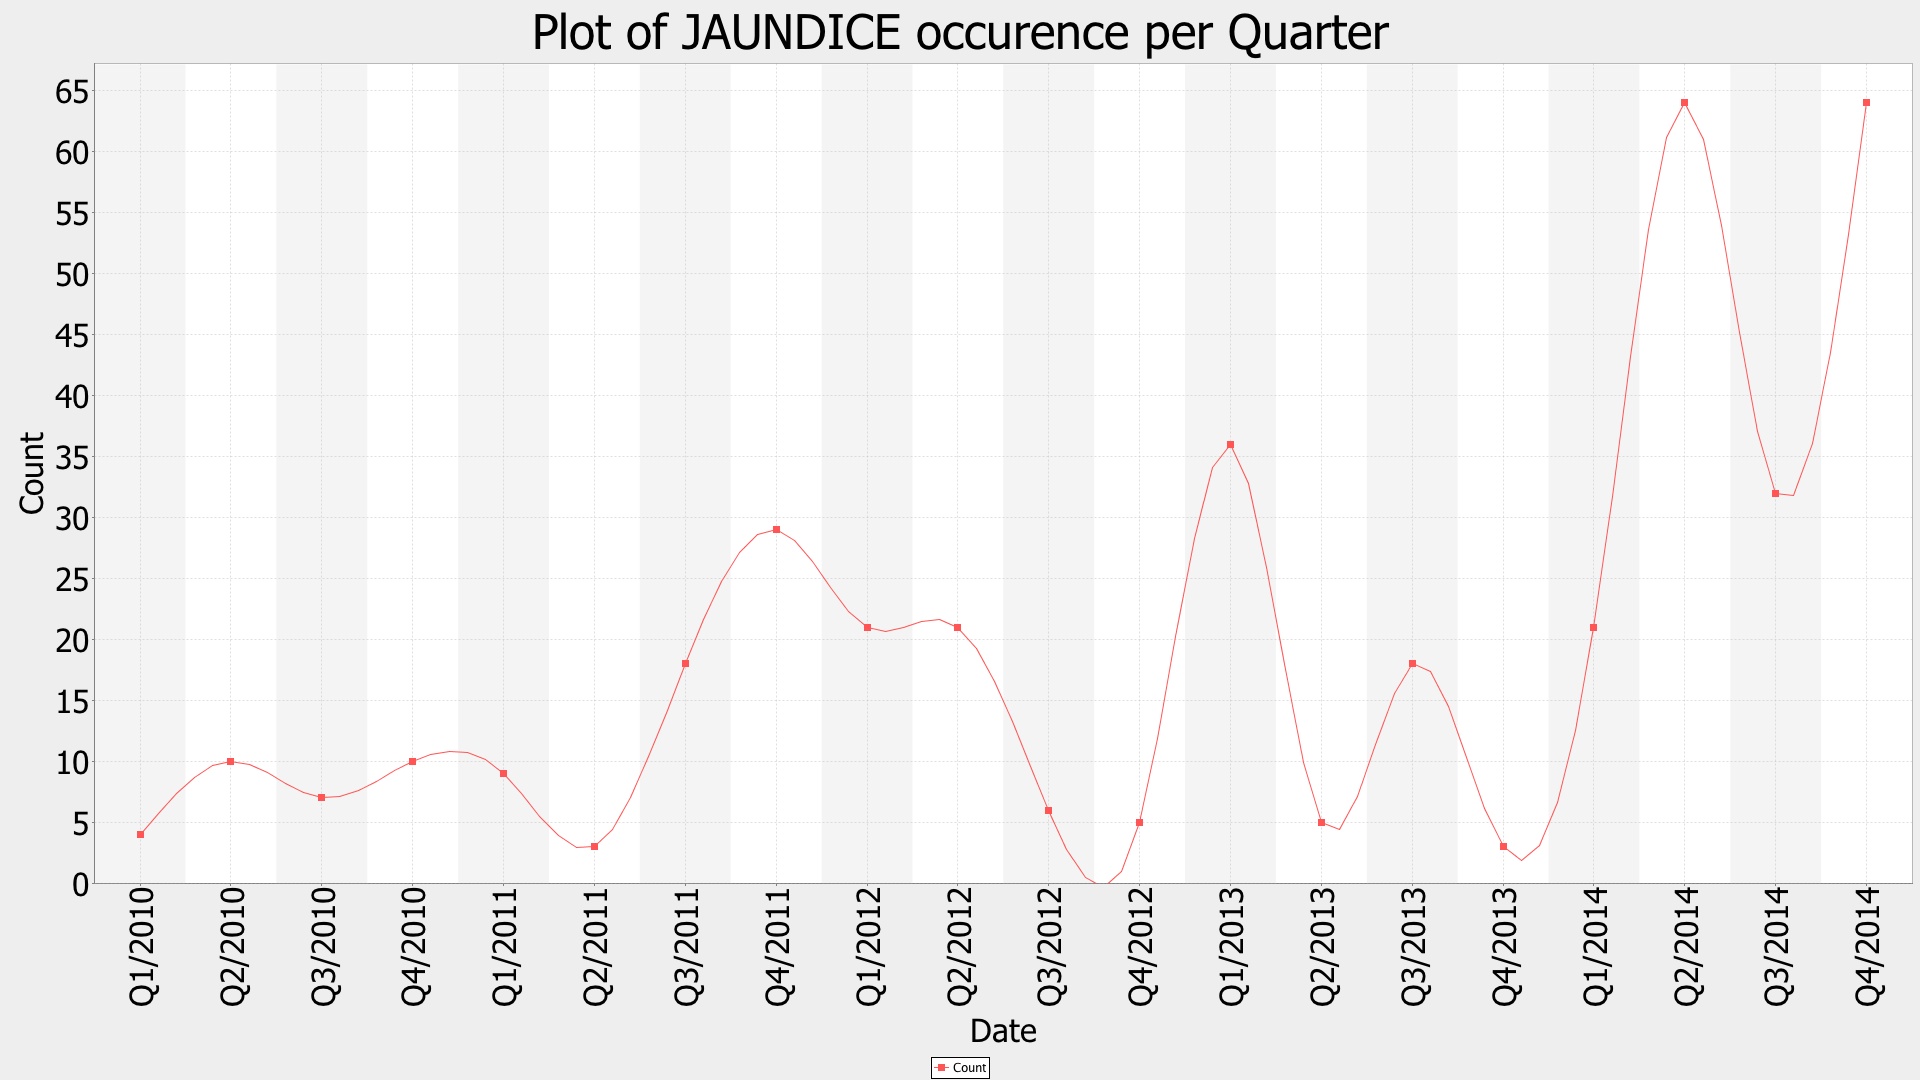 Plot of JAUNDICE occurence per Quarter
65
60
55
50
45
40
35
30
25
20
15
10
5
0
Count
Q1/2010
Q2/2010
Q3/2010
Q4/2010
Q1/2011
Q2/2011
Q3/2011
Q4/2011
Q1/2012
Q2/2012
Q3/2012
Q4/2012
Q1/2013
Q2/2013
Q3/2013
Q4/2013
Q1/2014
Q2/2014
Q3/2014
Q4/2014
Date
Count